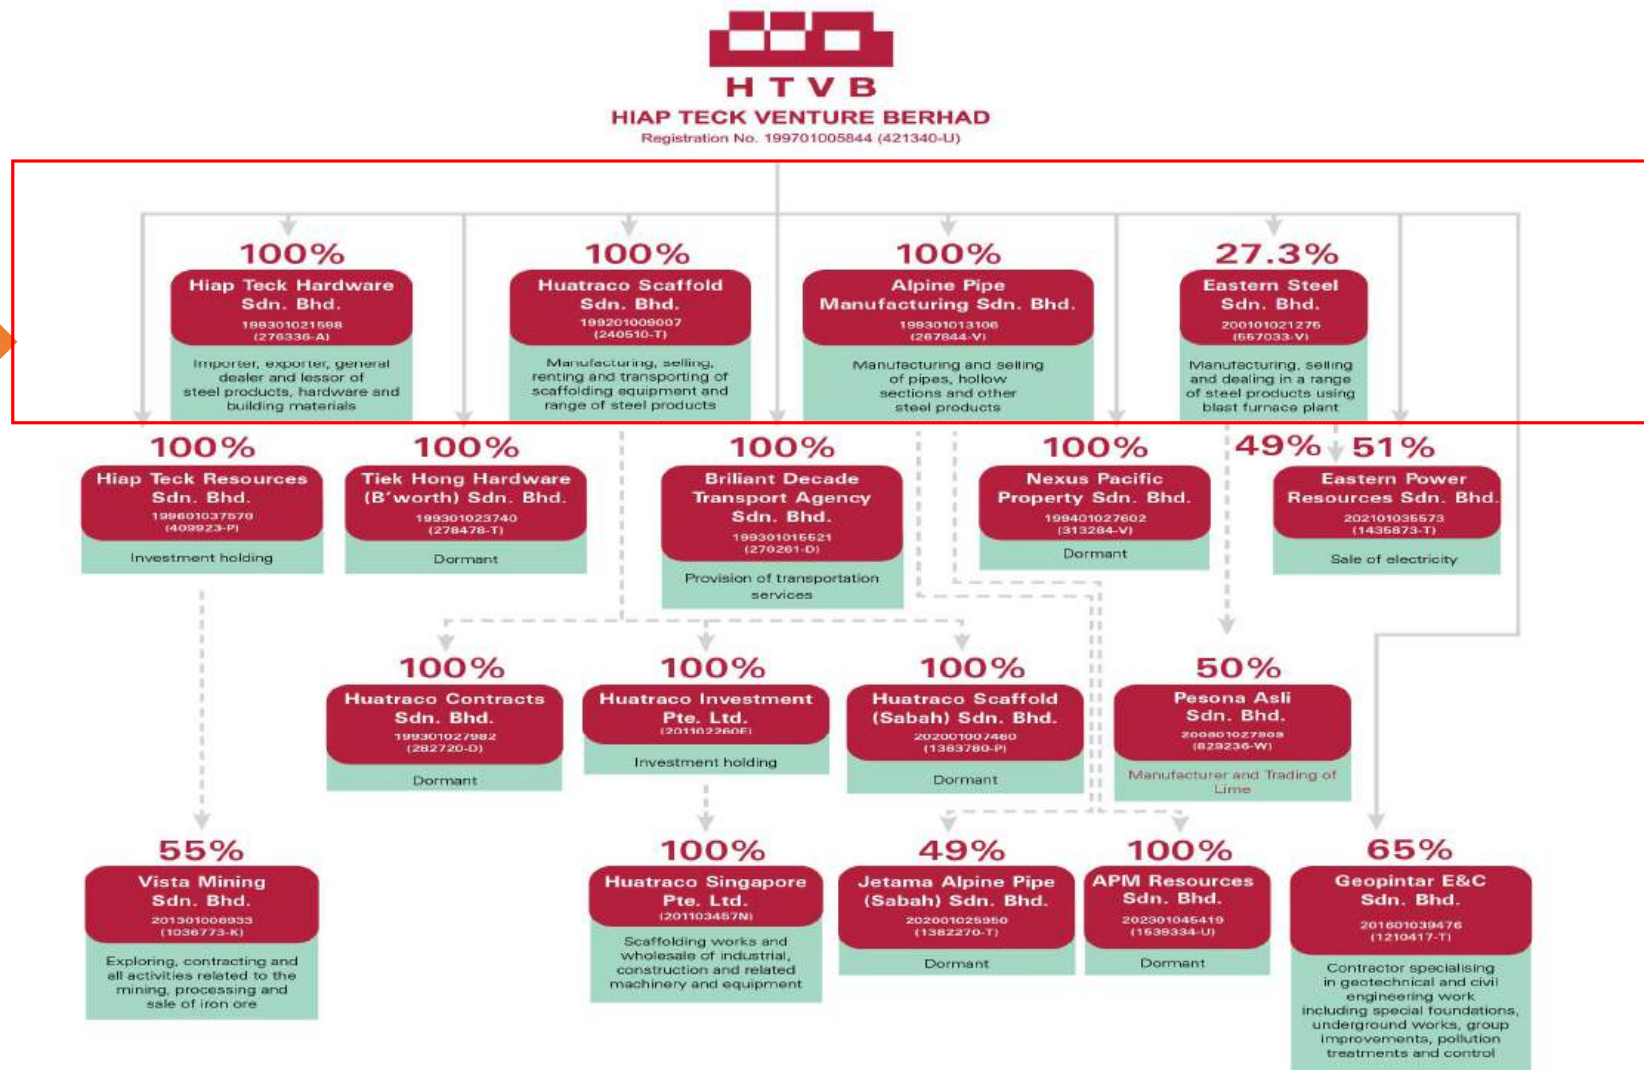 HTVB
HIAP TECK VENTURE BERHAD
Registration No. 199701005844 (421340-U)
100%
Hiap Teck Hardware
Sdn. Bhd.
199301021598
(276336-A)
Importer, exporter, general
dealer and lessor of
steel products, hardware and
building materials
100%
Huatraco Scaffold
Sdn. Bhd.
199201009007
(240510-T)
Manufacturing, selling,
renting and transporting of
scaffolding equipment and
range of steel products
100%
Alpine Pipe
Manufacturing Sdn. Bhd.
199301013106
(267844-V)
Manufacturing and selling
of pipes, hollow
sections and other
steel products
27.3%
Eastern Steel
Sdn. Bhd.
200101021275
(557033-V)
Manufacturing, selling
and dealing in a range
of steel products using
blast furnace plant
100%
Hiap Teck Resources
Sdn. Bhd.
199601037570
(409923-P)
Investment holding
100%
Tiek Hong Hardware
(B'worth) Sdn. Bhd.
199301023740
(278478-T)
Dormant
100%
Briliant Decade
Transport Agency
Sdn. Bhd.
199301015521
(270261-D)
Provision of transportation
services
100%
Nexus Pacific
Property Sdn. Bhd.
199401027602
(313284-V)
Dormant
49% 51%
Eastern Power
Resources Sdn. Bhd.
202101035573
(1435873-T)
Sale of electricity
100%
Huatraco Contracts
Sdn. Bhd.
199301027982
(282720-D)
Dormant
100%
Huatraco Investment
Pte. Ltd.
(201102260E)
Investment holding
100%
Huatraco Scaffold
(Sabah) Sdn. Bhd.
202001007460
(1363780-P)
Dormant
50%
Pesona Asli
Sdn. Bhd.
(829236-W)
Manufacturer and Trading of
Lime
55%
Vista Mining
Sdn. Bhd.
201301006933
(1036773-K)
Exploring, contracting and
all activities related to the
mining, processing and
sale of iron ore
100%
Huatraco Singapore
Pte. Ltd.
(201103457N)
Scaffolding works and
wholesale of industrial,
construction and related
machinery and equipment
49%
Jetama Alpine Pipe
(Sabah) Sdn. Bhd.
202001025950
(1382270-T)
Dormant
100%
APM Resources
Sdn. Bhd.
202301045419
(1539334-U)
Dormant
65%
Geopintar E&C
Sdn. Bhd.
201601039476
(1210417-T)
Contractor specialising
in geotechnical and civil
engineering work
including special foundations,
underground works, group
improvements, pollution
treatments and control